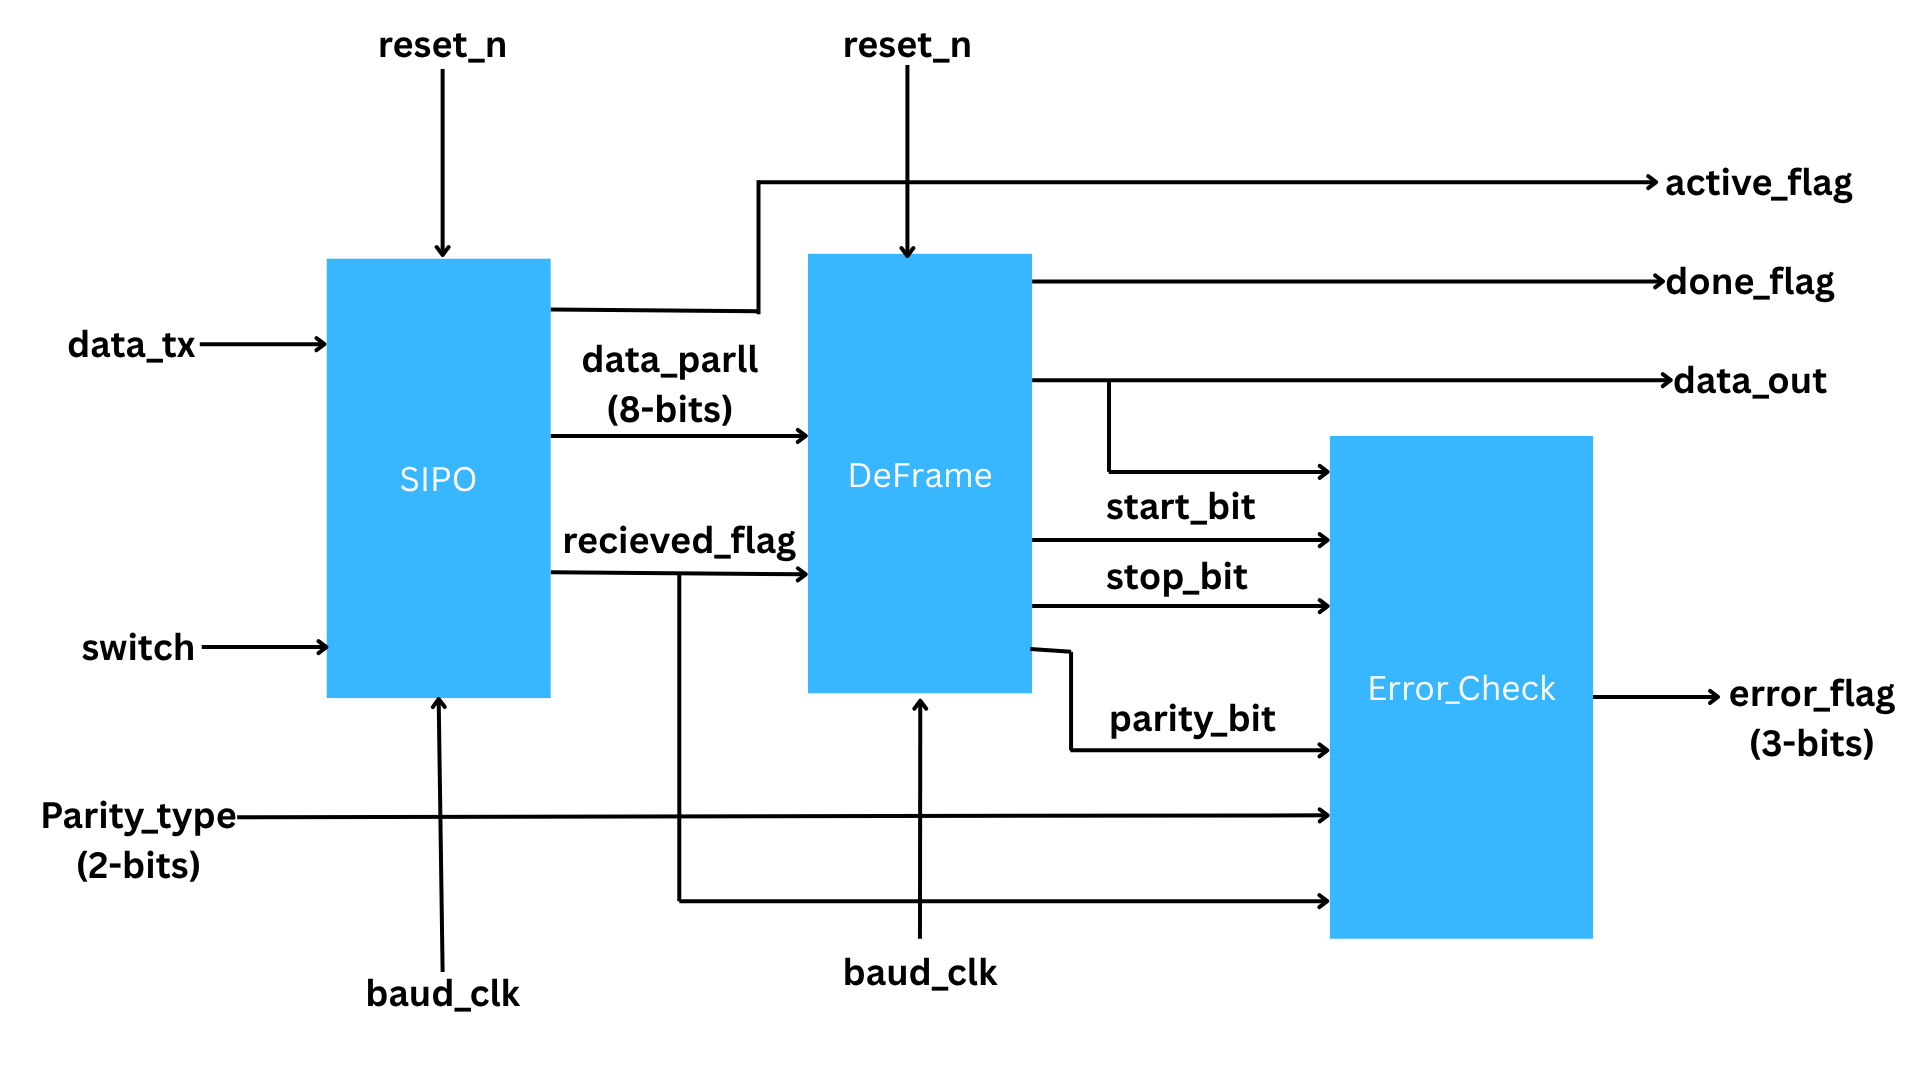 reset_n
reset_n
active_flag
done_flag
data_tx
data_parll
(8-bits)
data_out
SIPO
DeFrame
start_bit
recieved_flag
stop_bit
switch
Error_Check
error_flag
(3-bits)
parity_bit
Parity_type
(2-bits)
baud_clk
baud_clk